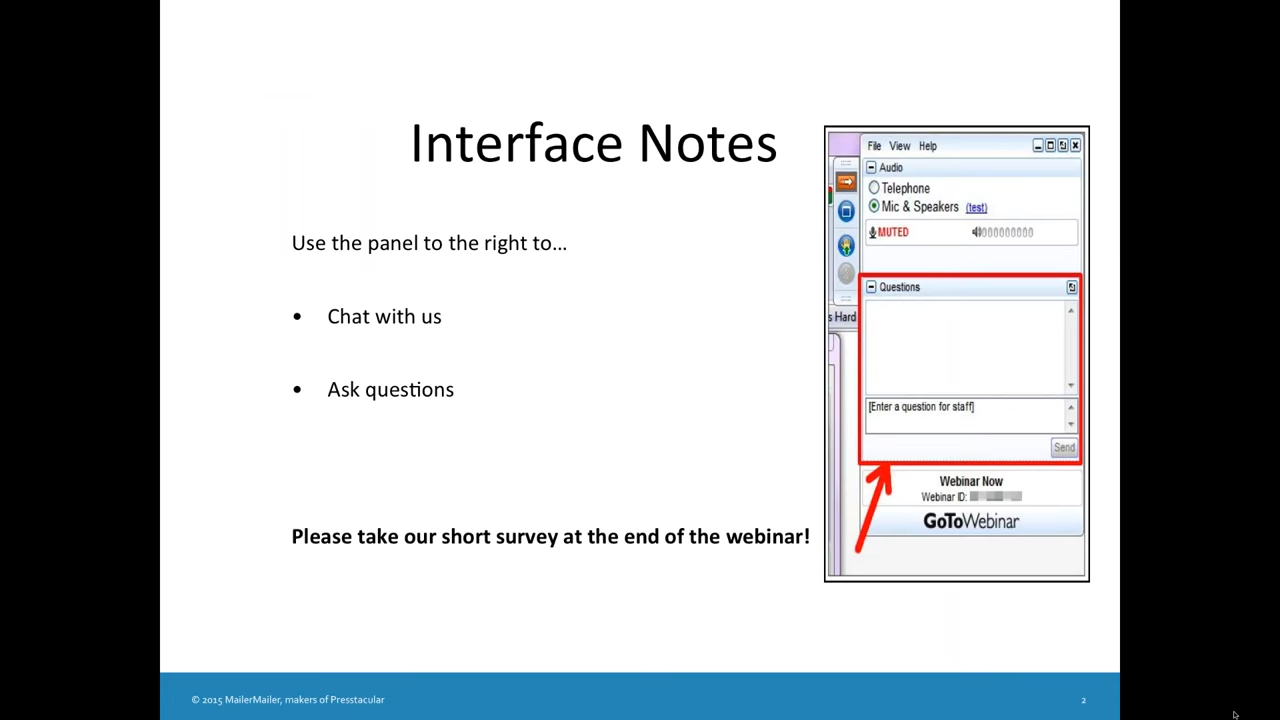 Interface Notes
Use the panel to the right to...
• Chat with us
• Ask questions
Please take our short survey at the end of the webinar!
File View Help
Audio
Telephone
Mic & Speakers (test)
MUTED
Questions
s Hard
[Enter a question for staff]
Send
Webinar Now
Webinar ID:
GoToWebinar
© 2015 MailerMailer, makers of Presstacular
2